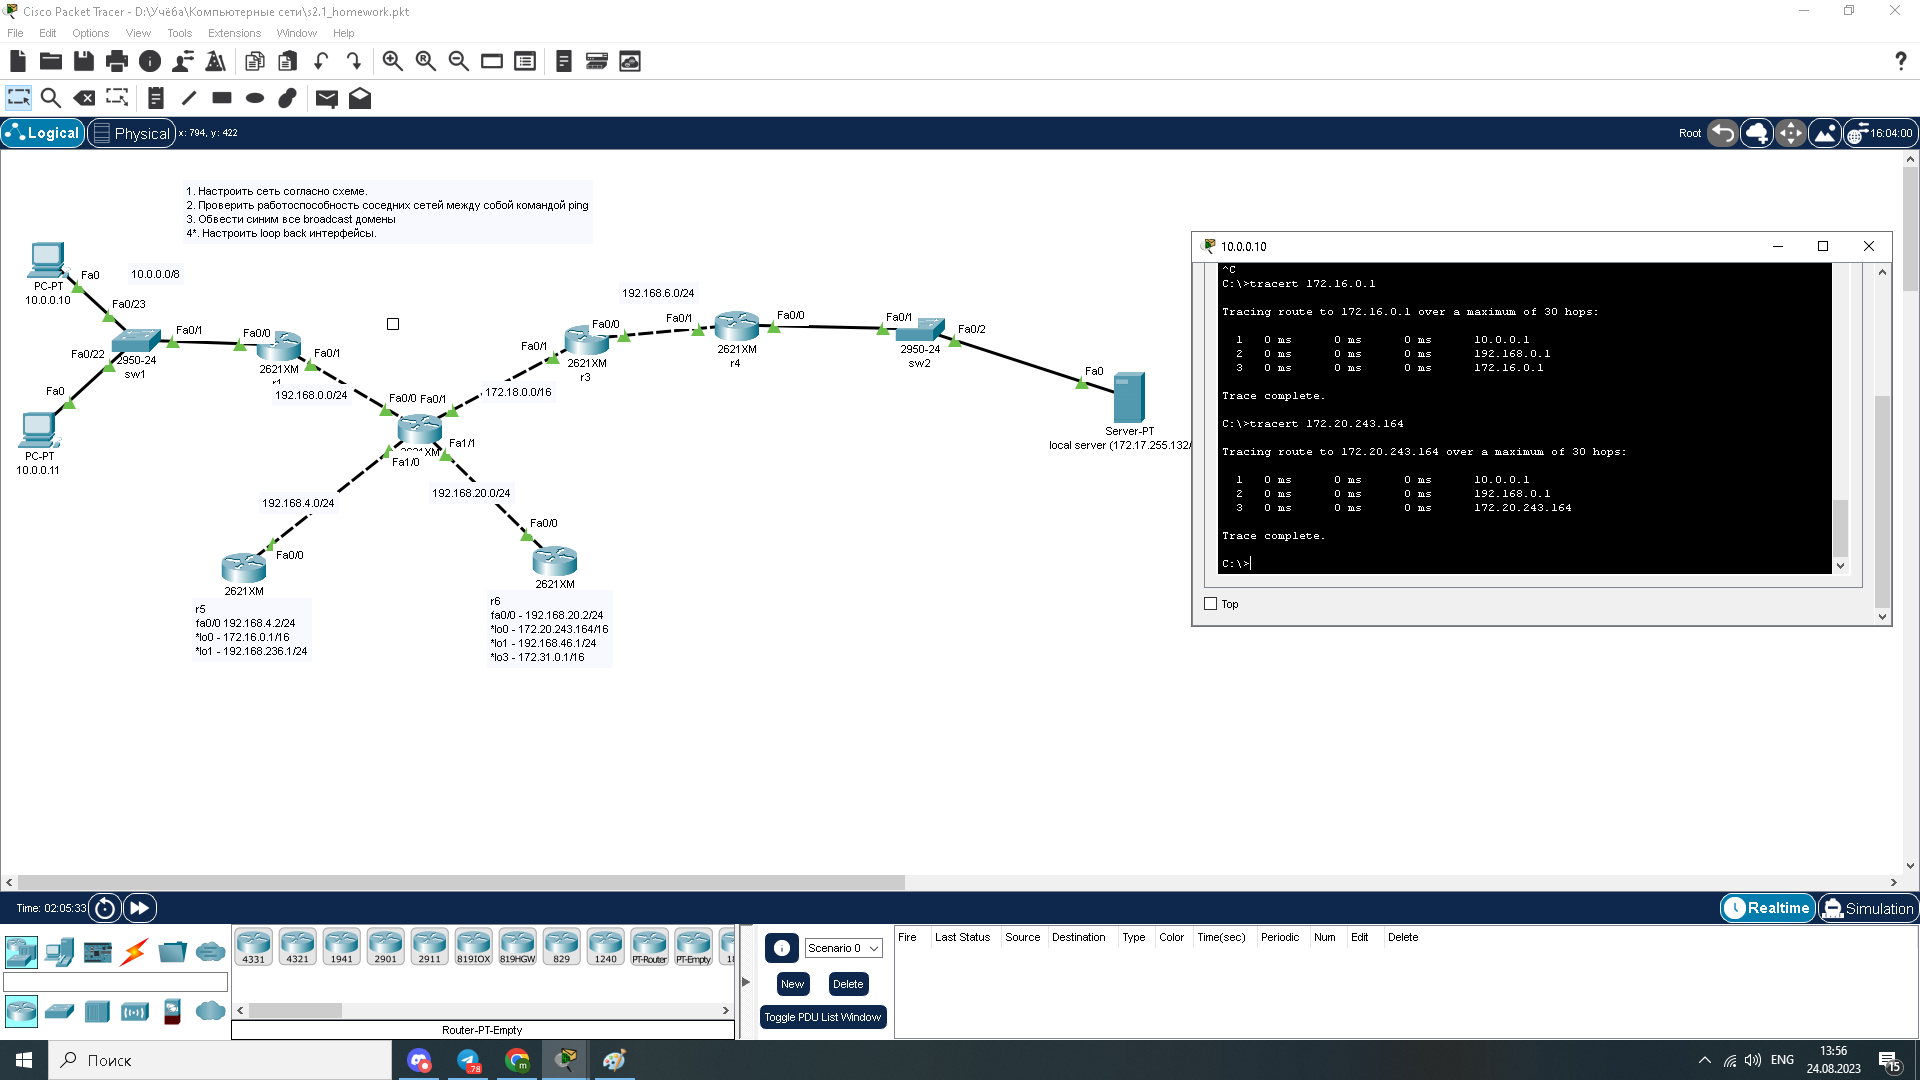 Cisco Packet Tracer - D:\Учёба\Компьютерные сети\s2.1_homework.pkt
File Edit Options View Tools Extensions Window Help
Logical Physical x: 794, y: 422 Root 16:04:00
1. Настроить сеть согласно схеме.
2. Проверить работоспособность соседних сетей между собой командой ping
3. Обвести синим все broadcast домены
4*. Настроить loop back интерфейсы.
Fa0
10.0.0.0/8
PC-PT
10.0.0.10
Fa0/23
Fa0/1
Fa0/22
2950-24
sw1
Fa0
PC-PT
10.0.0.11
Fa0/0
Fa0/1
2621XM
192.168.0.0/24
Fa0/0 Fa0/1
Fa1/1
Fa1/0
172.18.0.0/16
Fa0/1
Fa0/0
2621XM
r3
192.168.6.0/24
Fa0/1
Fa0/0
2621XM
r4
Fa0/1
Fa0/2
2950-24
sw2
Fa0
Server-PT
local server (172.17.255.132/
192.168.4.0/24
192.168.20.0/24
Fa0/0
2621XM
Fa0/0
2621XM
r5
fa0/0 192.168.4.2/24
*lo0 - 172.16.0.1/16
*lo1 - 192.168.236.1/24
r6
fa0/0 - 192.168.20.2/24
*lo0 - 172.20.243.164/16
*lo1 - 192.168.46.1/24
*lo3 - 172.31.0.1/16
10.0.0.10
^C
C:\>tracert 172.16.0.1
Tracing route to 172.16.0.1 over a maximum of 30 hops:
1 0 ms 0 ms 0 ms 10.0.0.1
2 0 ms 0 ms 0 ms 192.168.0.1
3 0 ms 0 ms 0 ms 172.16.0.1
Trace complete.
C:\>tracert 172.20.243.164
Tracing route to 172.20.243.164 over a maximum of 30 hops:
1 0 ms 0 ms 0 ms 10.0.0.1
2 0 ms 0 ms 0 ms 192.168.0.1
3 0 ms 0 ms 0 ms 172.20.243.164
Trace complete.
C:\>
Top
Time: 02:05:33
Realtime Simulation
4331 4321 1941 2901 2911 819IOX 819HGW 829 1240 PT-Router PT-Empty
Router-PT-Empty
Scenario 0
New Delete
Toggle PDU List Window
Fire Last Status Source Destination Type Color Time(sec) Periodic Num Edit Delete
Поиск
78
ENG
13:56
24.08.2023
15